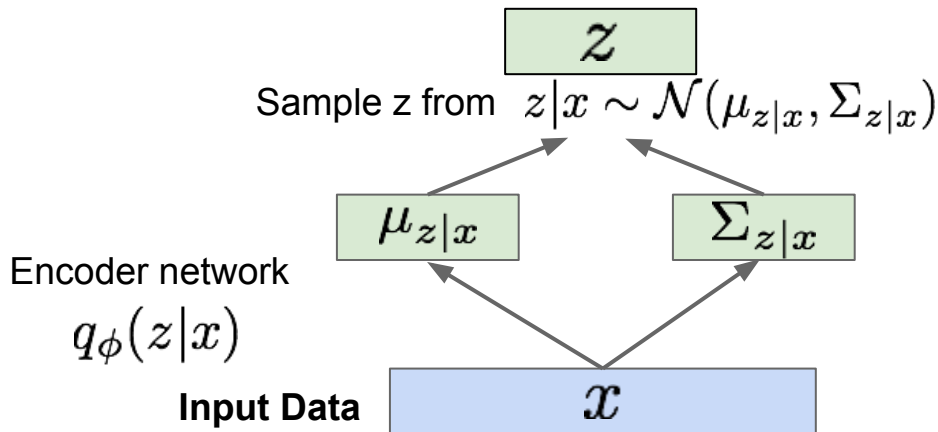 z
Sample z from z|x ∼ 𝒩(μ_{z|x}, Σ_{z|x})
μ_{z|x} Σ_{z|x}
Encoder network
q_ϕ(z|x)
Input Data x